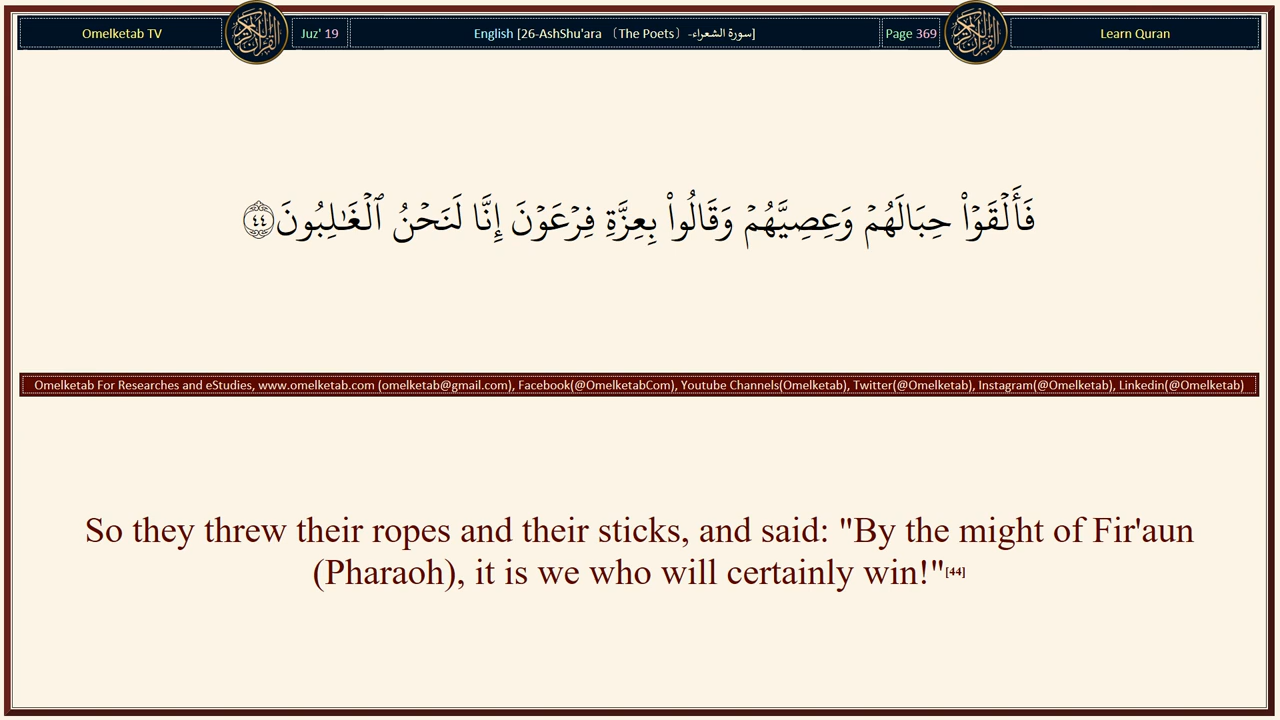 Omelketab TV
Juz' 19
English [26-AshShu'ara （The Poets）-سورة الشعراء]
Page 369
Learn Quran
فَأَلۡقَوۡاْ حِبَالَهُمۡ وَعِصِيَّهُمۡ وَقَالُواْ بِعِزَّةِ فِرۡعَوۡنَ إِنَّا لَنَحۡنُ ٱلۡغَٰلِبُونَ ٤٤
Omelketab For Researches and eStudies, www.omelketab.com (omelketab@gmail.com), Facebook(@OmelketabCom), Youtube Channels(Omelketab), Twitter(@Omelketab), Instagram(@Omelketab), Linkedin(@Omelketab)
So they threw their ropes and their sticks, and said: "By the might of Fir'aun
(Pharaoh), it is we who will certainly win!"[44]